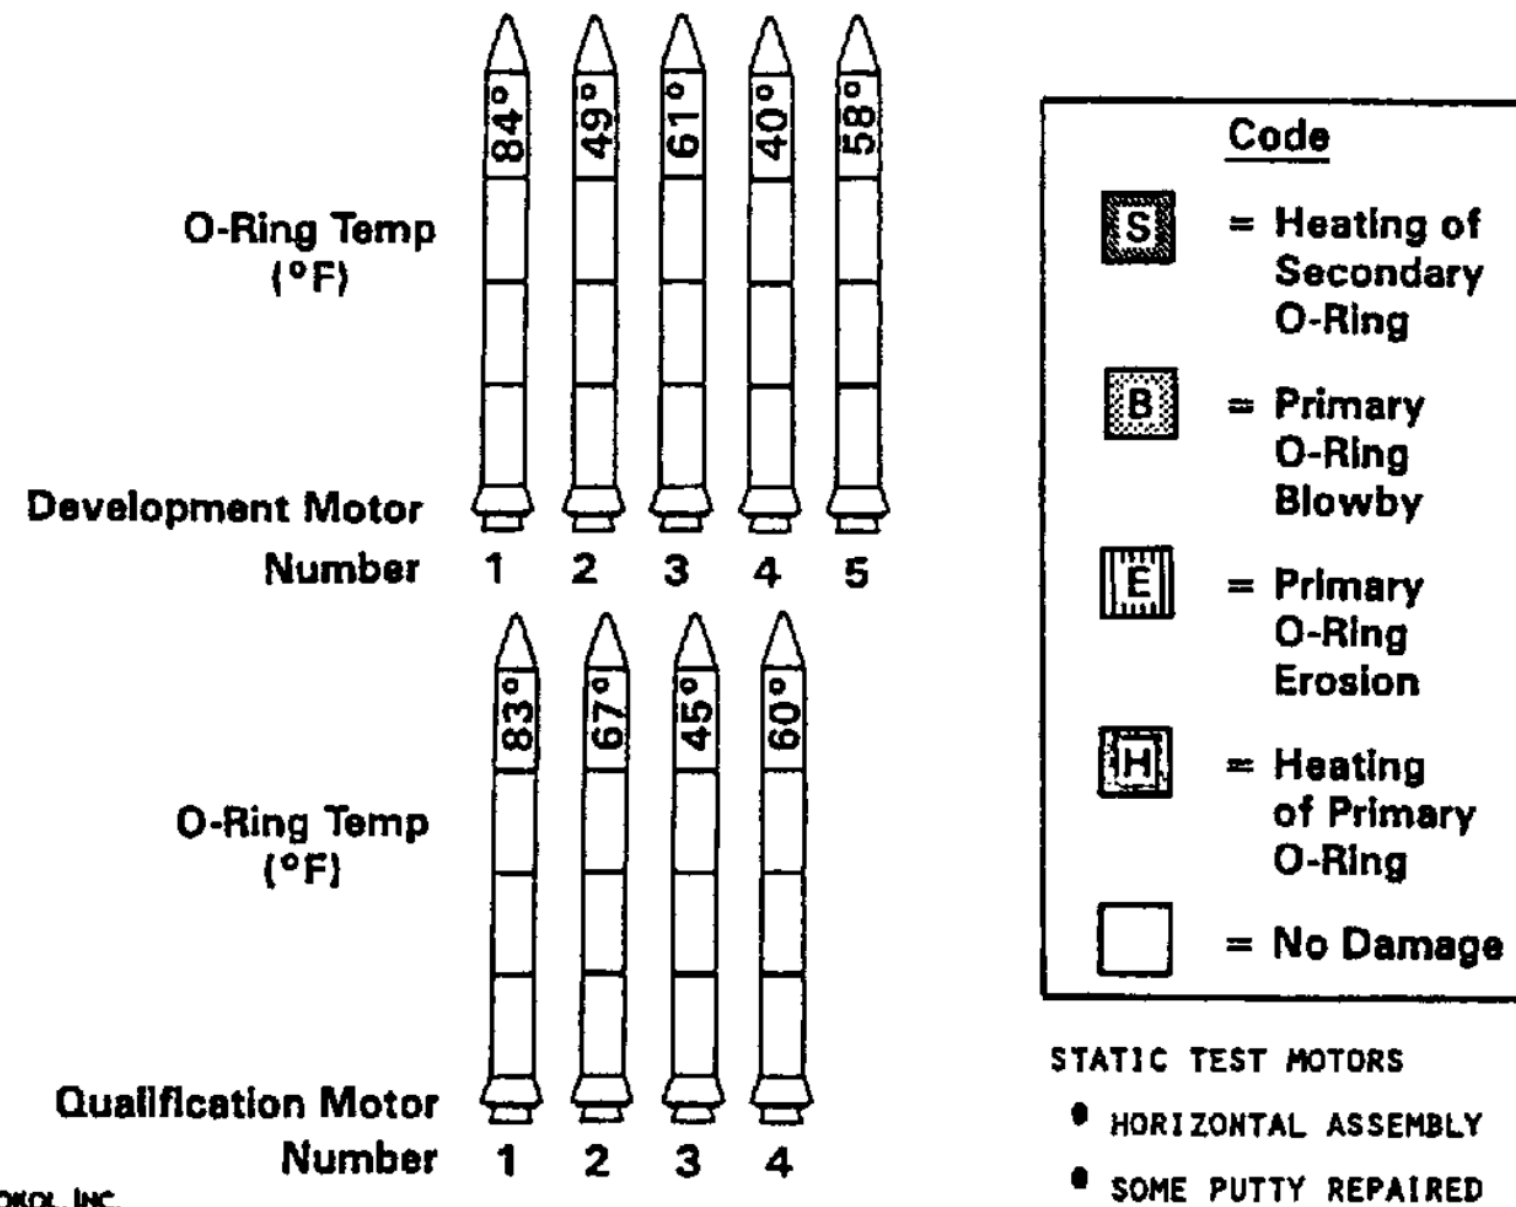 84° 49° 61° 40° 58°
O-Ring Temp
(°F)
Development Motor
Number 1 2 3 4 5
83° 67° 45° 60°
O-Ring Temp
(°F)
Qualification Motor
Number 1 2 3 4
OKOL, INC.
Code
S = Heating of
Secondary
O-Ring
B = Primary
O-Ring
Blowby
E = Primary
O-Ring
Erosion
H = Heating
of Primary
O-Ring
= No Damage
STATIC TEST MOTORS
• HORIZONTAL ASSEMBLY
• SOME PUTTY REPAIRED